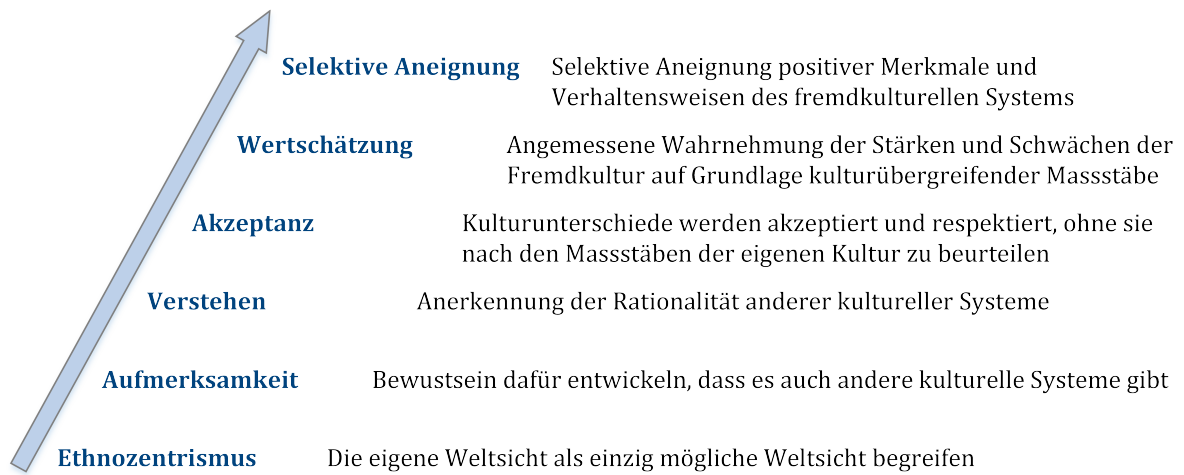 Selektive Aneignung Selektive Aneignung positiver Merkmale und
Verhaltensweisen des fremdkulturellen Systems
Wertschätzung Angemessene Wahrnehmung der Stärken und Schwächen der
Fremdkultur auf Grundlage kulturübergreifender Massstäbe
Akzeptanz Kulturunterschiede werden akzeptiert und respektiert, ohne sie
nach den Massstäben der eigenen Kultur zu beurteilen
Verstehen Anerkennung der Rationalität anderer kultureller Systeme
Aufmerksamkeit Bewustsein dafür entwickeln, dass es auch andere kulturelle Systeme gibt
Ethnozentrismus Die eigene Weltsicht als einzig mögliche Weltsicht begreifen